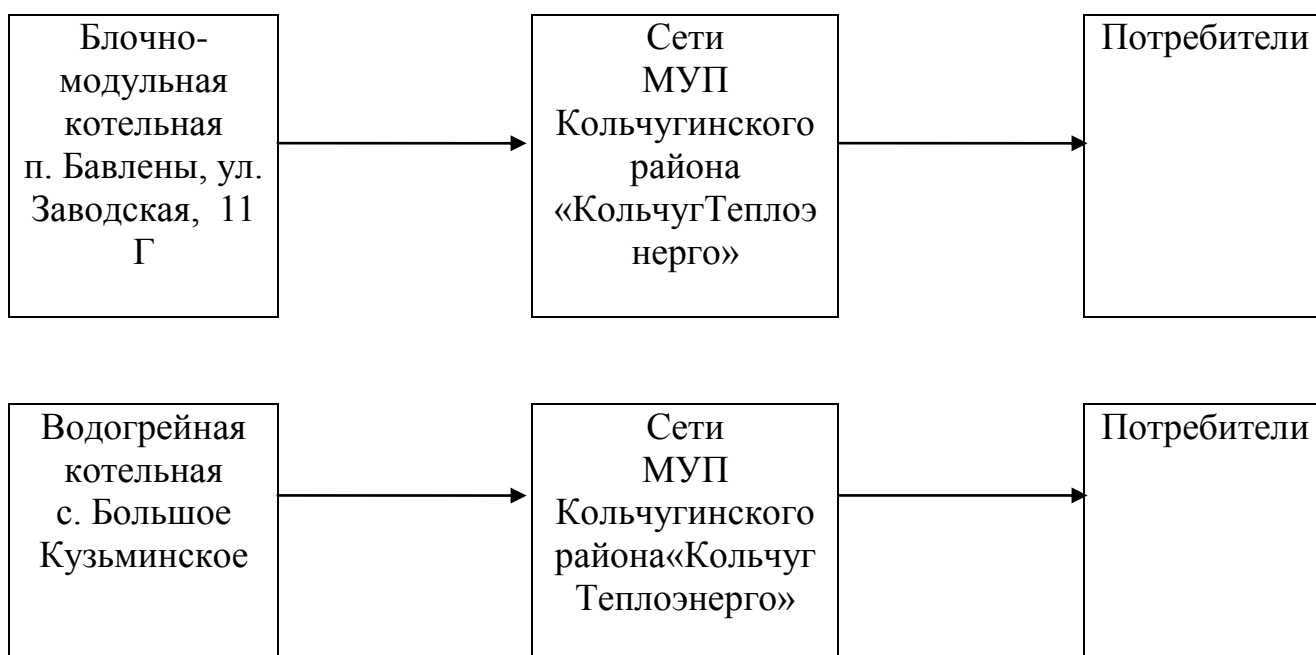 Блочно-
модульная
котельная
п. Бавлены, ул.
Заводская,  11
Г
Сети
МУП
Кольчугинского
района
«КольчугТеплоэ
нерго»
Потребители
Водогрейная
котельная
с. Большое
Кузьминское
Сети
МУП
Кольчугинского
района«Кольчуг
Теплоэнерго»
Потребители